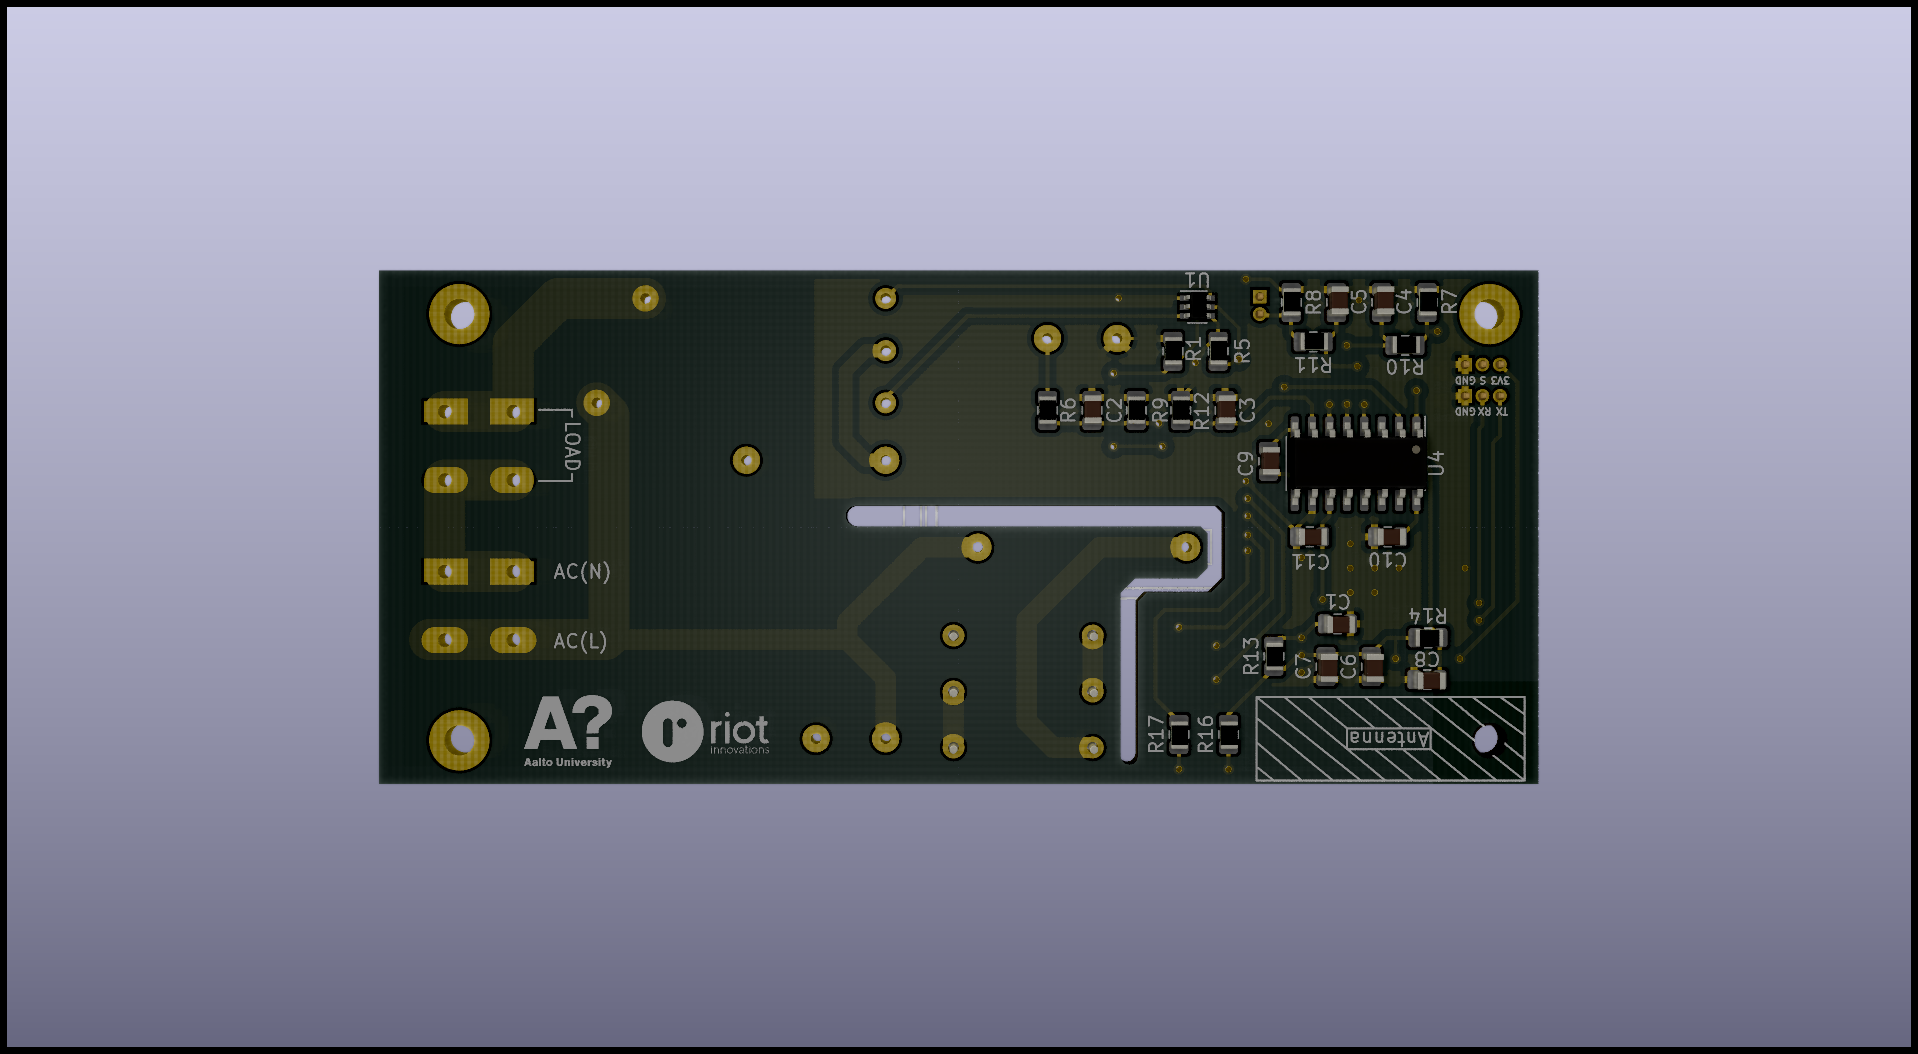 U1
R8
C5
C4
R7
R1
R5
R11
R10
3V3 S GND
TX RX GND
R6
C2
R9
R12
C3
LOAD
C9
U4
C11
C10
AC(N)
C1
R14
AC(L)
R13
C7
C6
C8
A?
Aalto University
r riot
innovations
R17
R16
Antenna